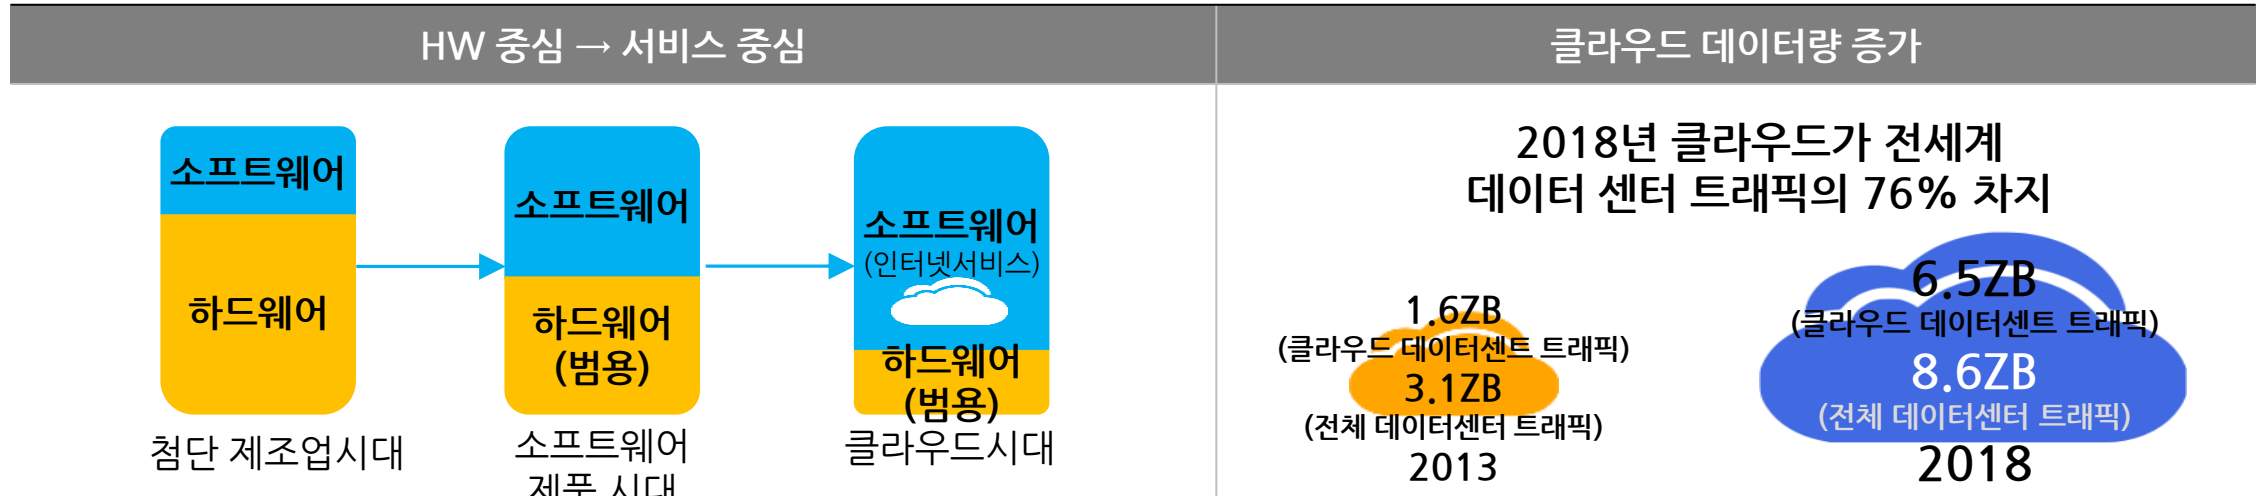 HW 중심 → 서비스 중심
클라우드 데이터량 증가
소프트웨어
하드웨어
첨단 제조업시대
소프트웨어
하드웨어
(범용)
소프트웨어
제품 시대
소프트웨어
(인터넷서비스)
하드웨어
(범용)
클라우드시대
2018년 클라우드가 전세계
데이터 센터 트래픽의 76% 차지
1.6ZB
(클라우드 데이터센트 트래픽)
3.1ZB
(전체 데이터센터 트래픽)
2013
6.5ZB
(클라우드 데이터센트 트래픽)
8.6ZB
(전체 데이터센터 트래픽)
2018